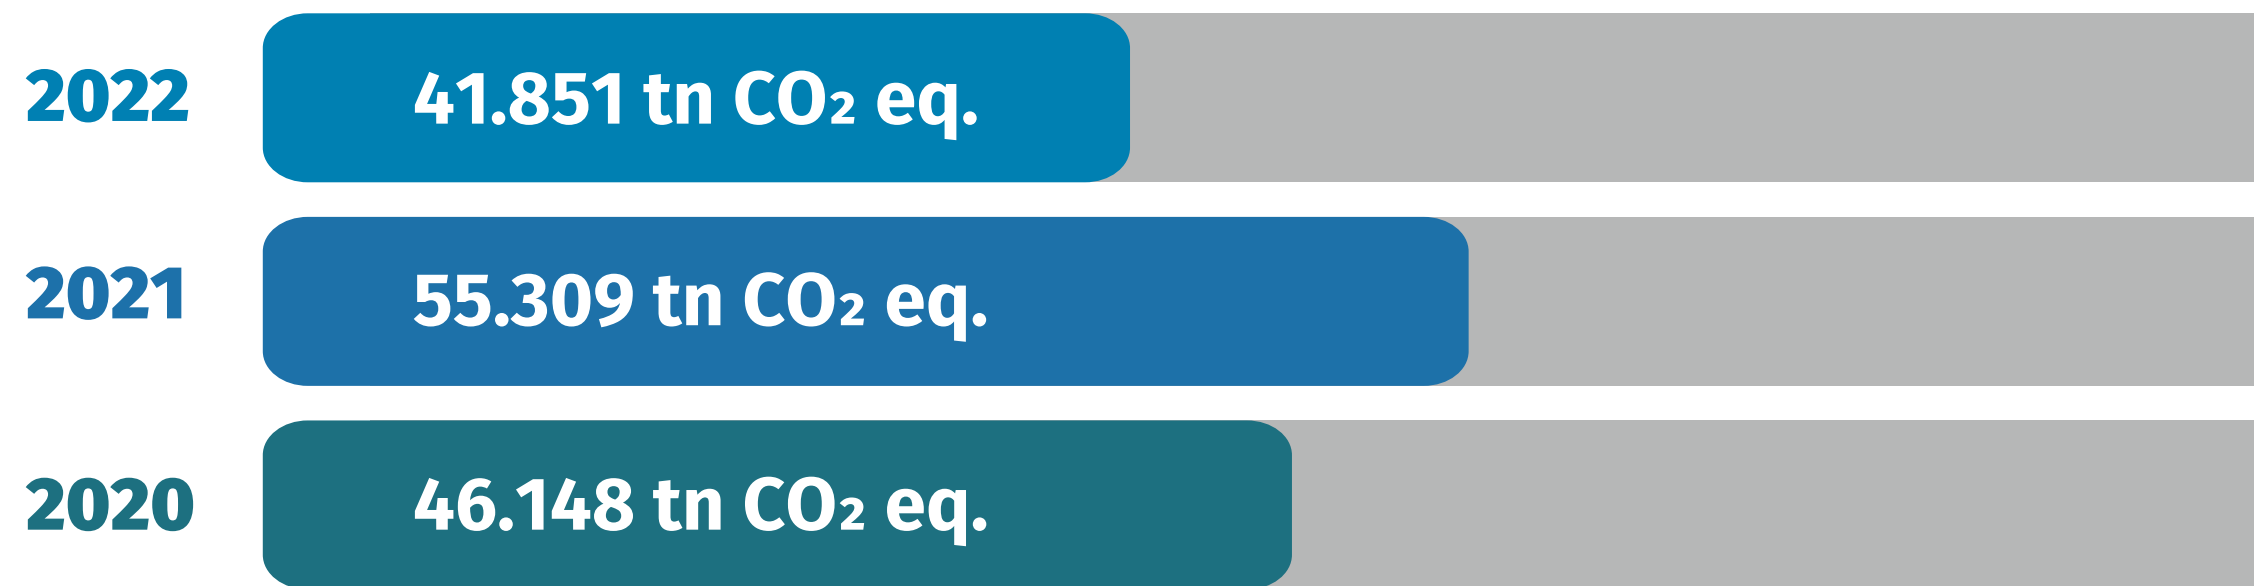 2022 41.851 tn CO₂ eq.
2021 55.309 tn CO₂ eq.
2020 46.148 tn CO₂ eq.